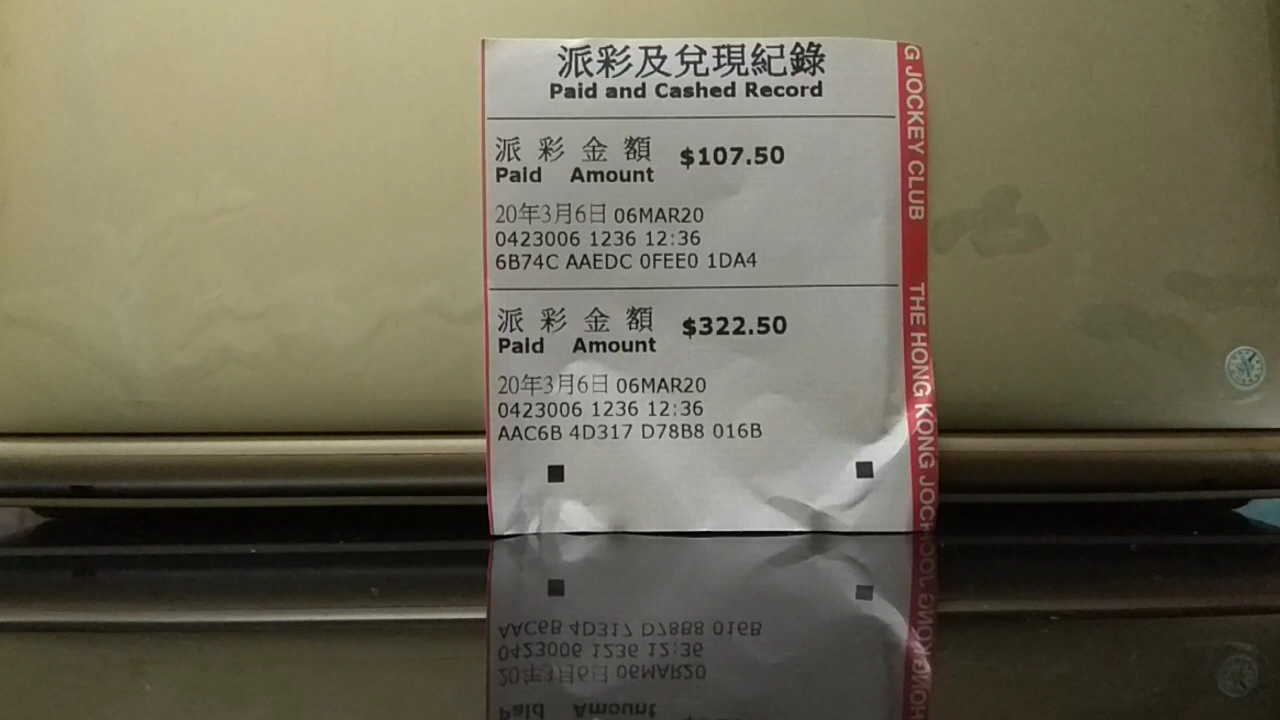 派彩及兌現紀錄
Paid and Cashed Record
派彩金額 $107.50
Paid Amount
20年3月6日 06MAR20
0423006 1236 12:36
6B74C AAEDC 0FEE0 1DA4
派彩金額 $322.50
Paid Amount
20年3月6日 06MAR20
0423006 1236 12:36
AAC6B 4D317 D78B8 016B
G JOCKEY CLUB THE HONG KONG JOCK